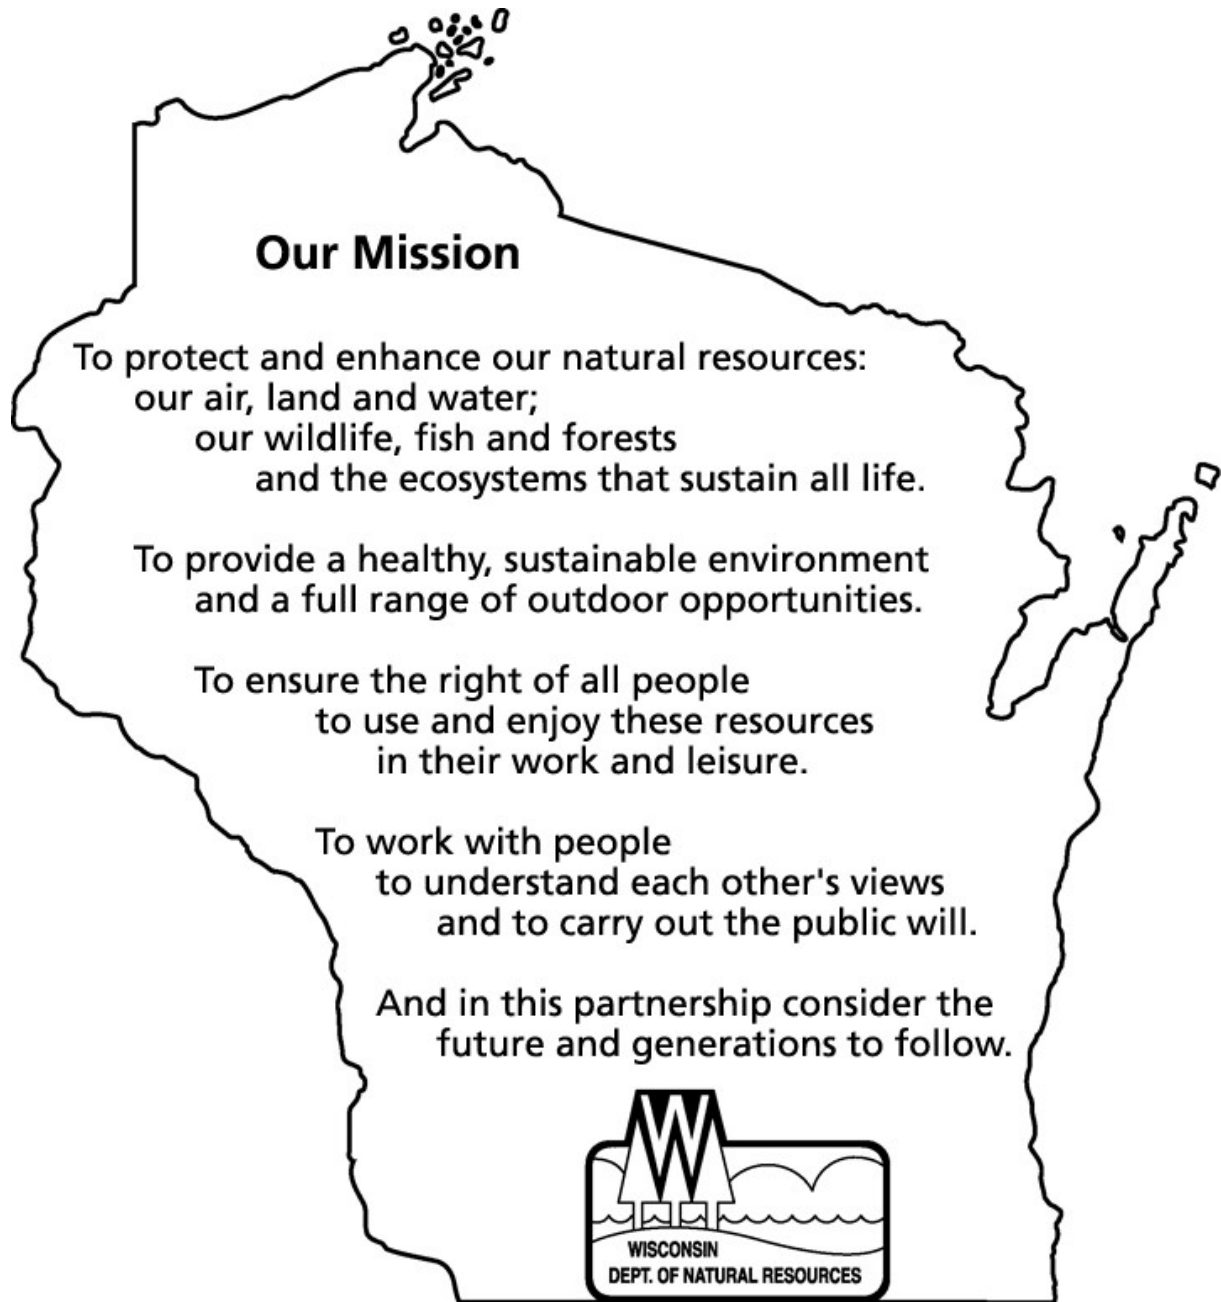 Our Mission
To protect and enhance our natural resources:
our air, land and water;
our wildlife, fish and forests
and the ecosystems that sustain all life.
To provide a healthy, sustainable environment
and a full range of outdoor opportunities.
To ensure the right of all people
to use and enjoy these resources
in their work and leisure.
To work with people
to understand each other's views
and to carry out the public will.
And in this partnership consider the
future and generations to follow.
W
WISCONSIN
DEPT. OF NATURAL RESOURCES